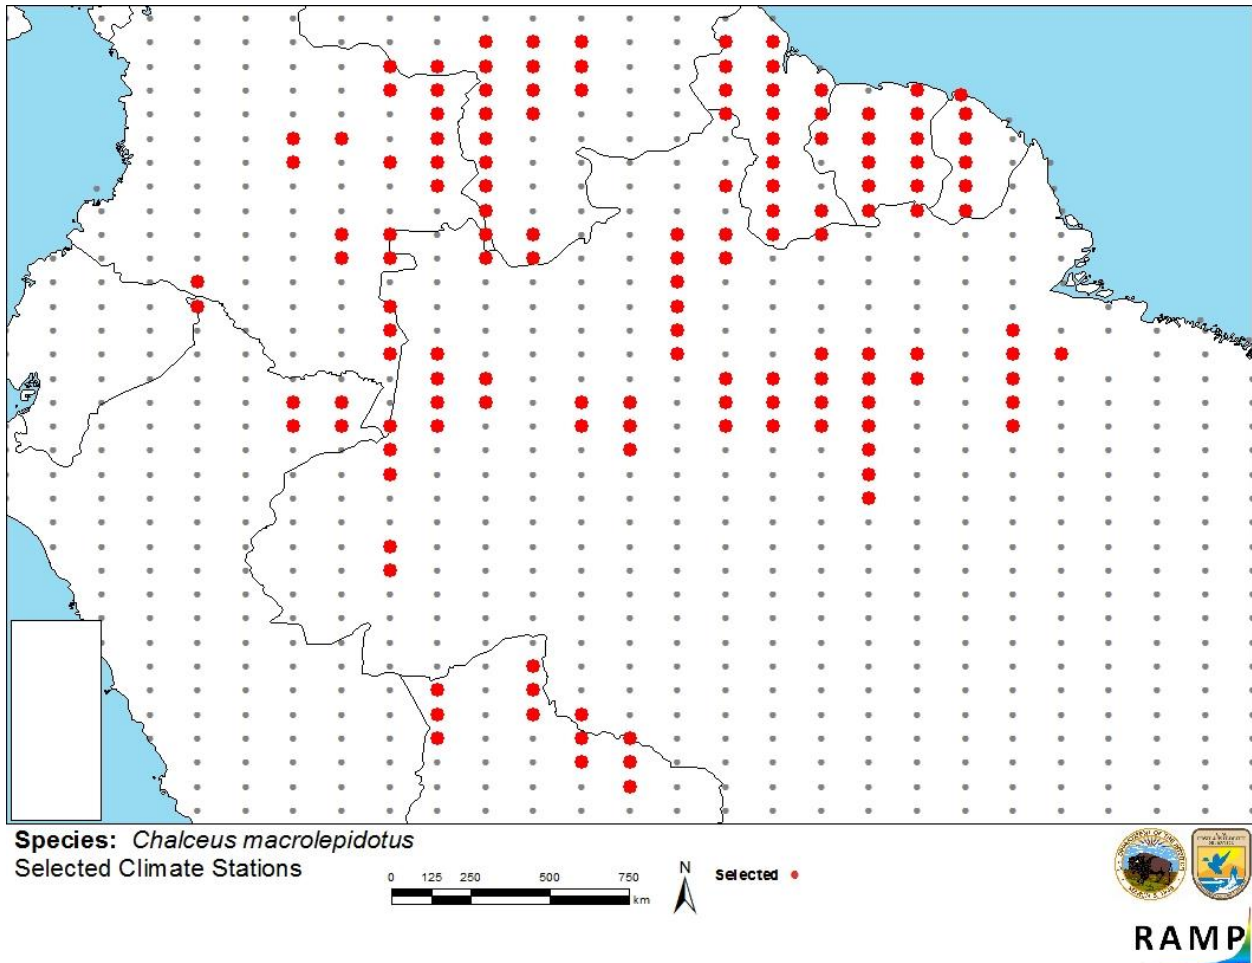 Species: Chalceus macrolepidotus
Selected Climate Stations
0 125 250 500 750
km
N
Selected
RAMP